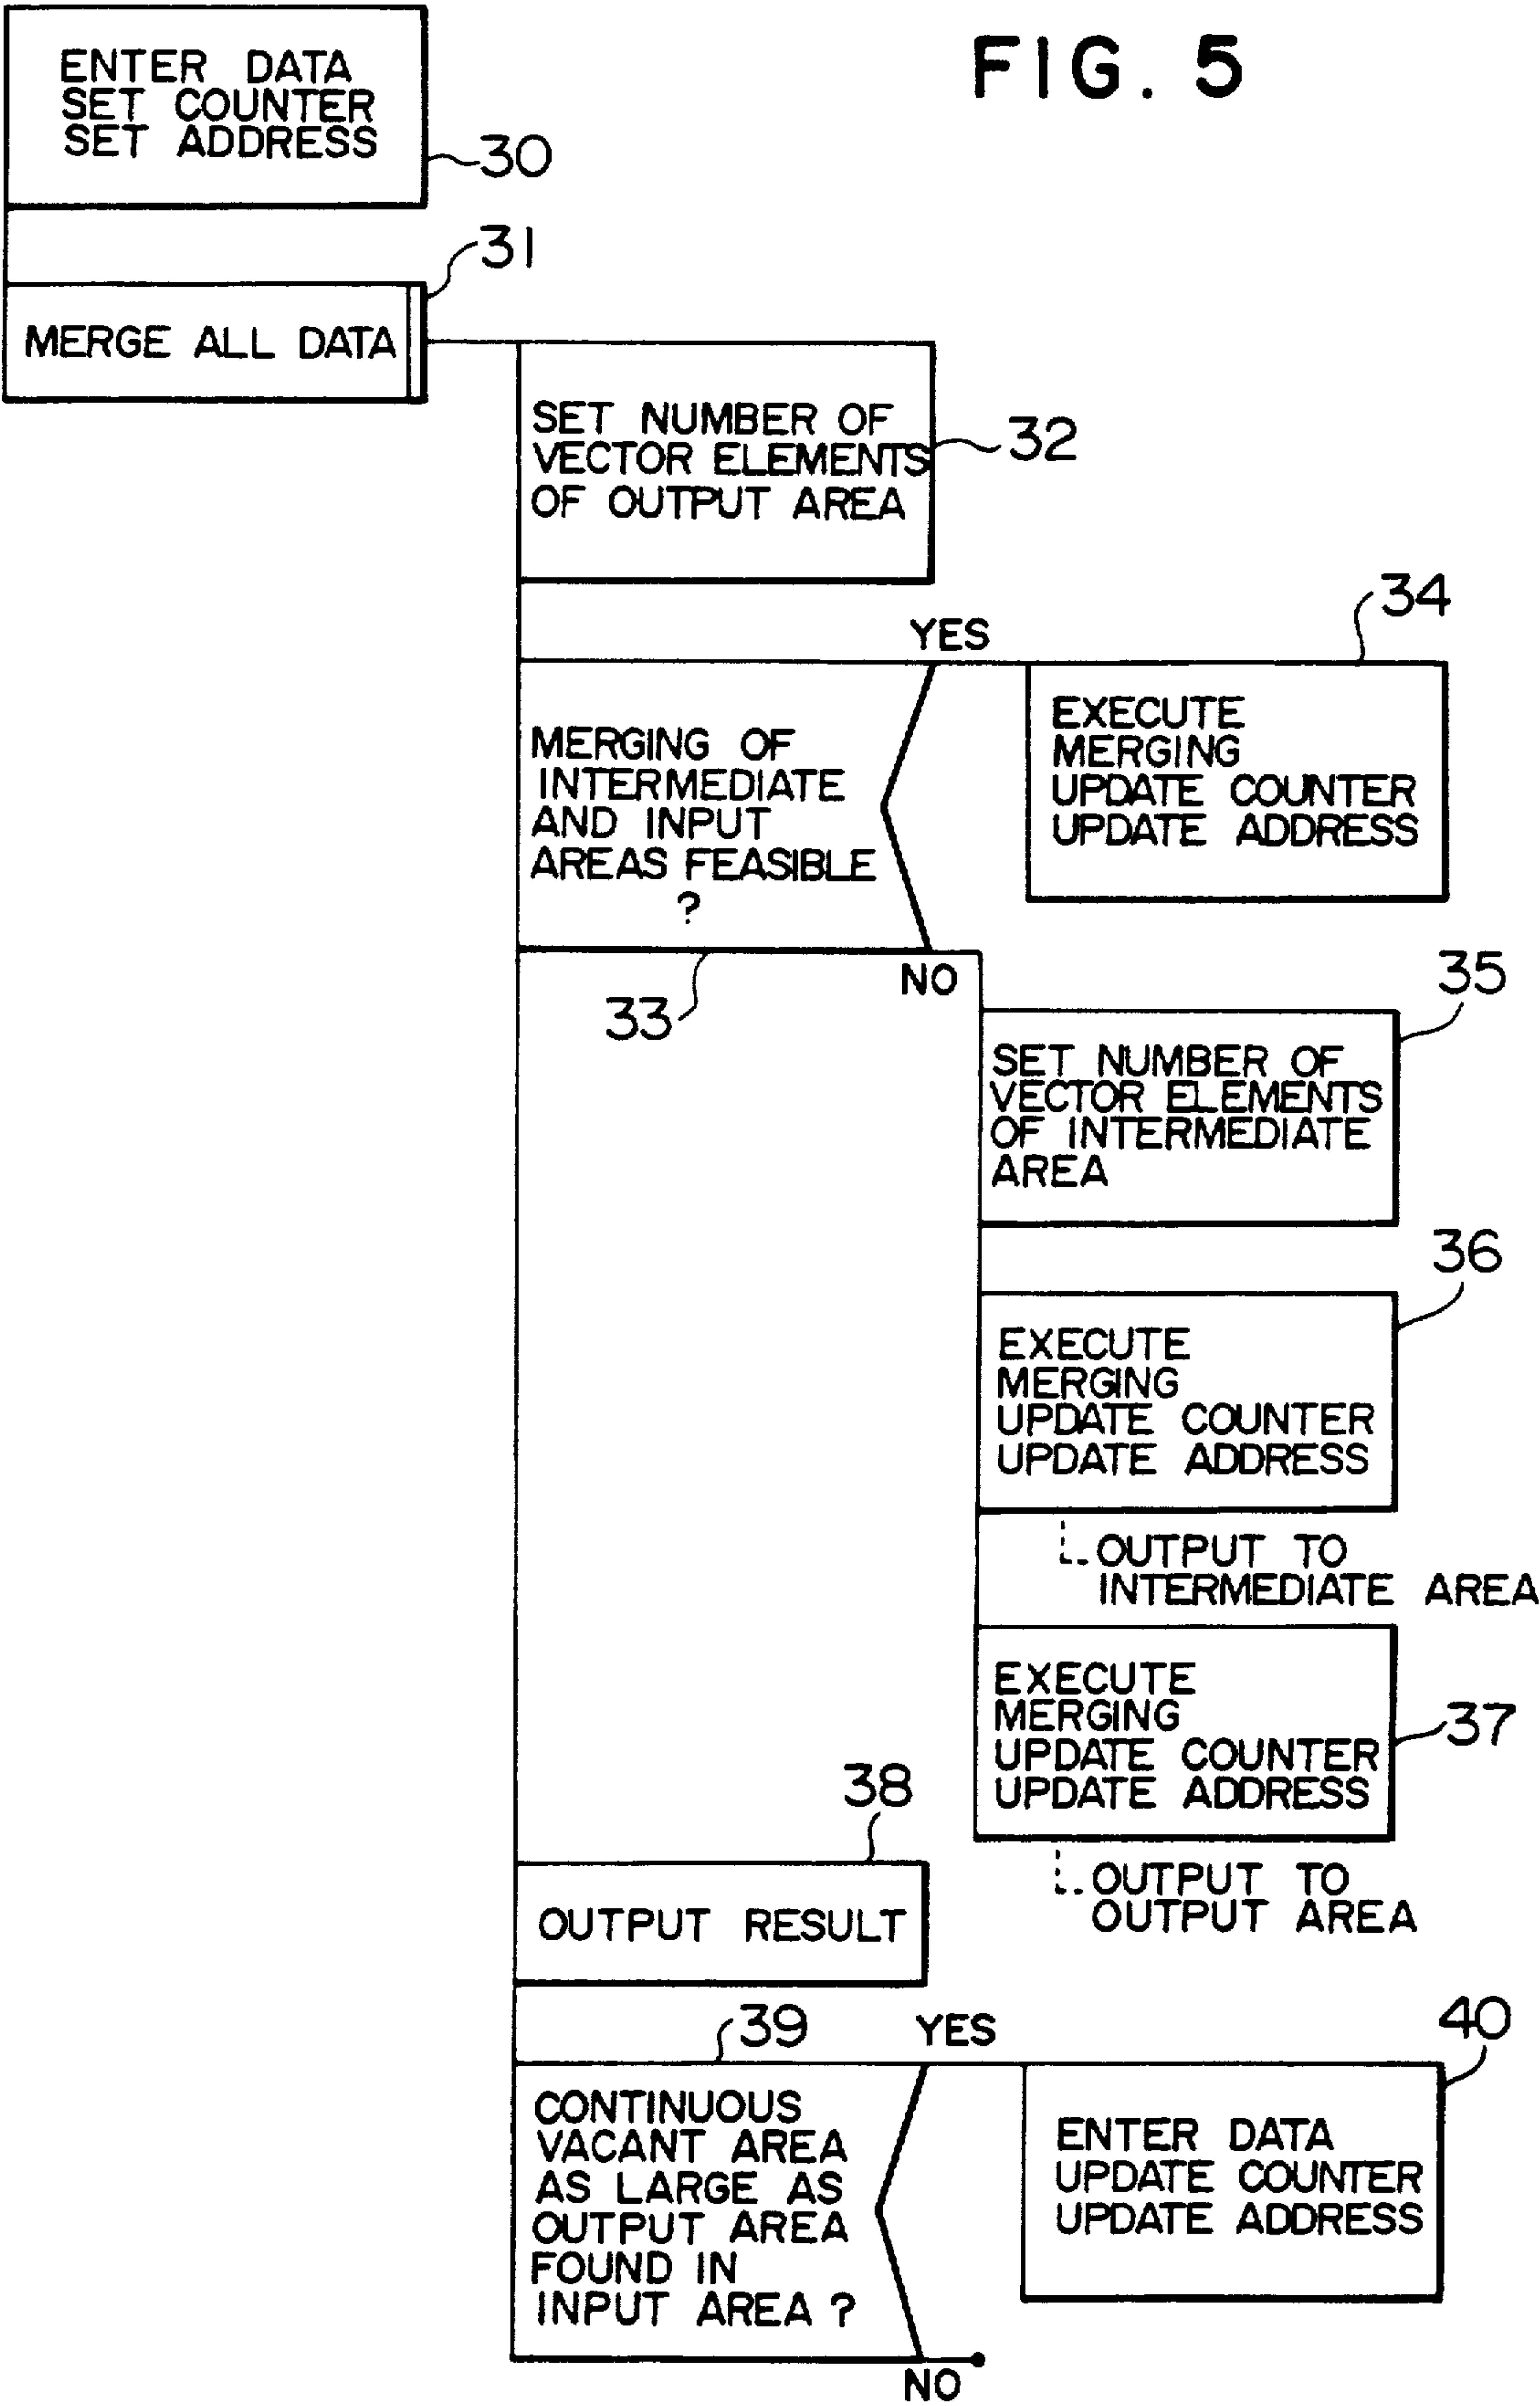 FIG. 5
ENTER DATA
SET COUNTER
SET ADDRESS
30
31
MERGE ALL DATA
SET NUMBER OF
VECTOR ELEMENTS
OF OUTPUT AREA
32
YES
34
MERGING OF
INTERMEDIATE
AND INPUT
AREAS FEASIBLE
?
EXECUTE
MERGING
UPDATE COUNTER
UPDATE ADDRESS
NO
33
35
SET NUMBER OF
VECTOR ELEMENTS
OF INTERMEDIATE
AREA
36
EXECUTE
MERGING
UPDATE COUNTER
UPDATE ADDRESS
OUTPUT TO
INTERMEDIATE AREA
EXECUTE
MERGING
UPDATE COUNTER
UPDATE ADDRESS
37
OUTPUT TO
OUTPUT AREA
38
OUTPUT RESULT
39
YES
40
CONTINUOUS
VACANT AREA
AS LARGE AS
OUTPUT AREA
FOUND IN
INPUT AREA ?
ENTER DATA
UPDATE COUNTER
UPDATE ADDRESS
NO